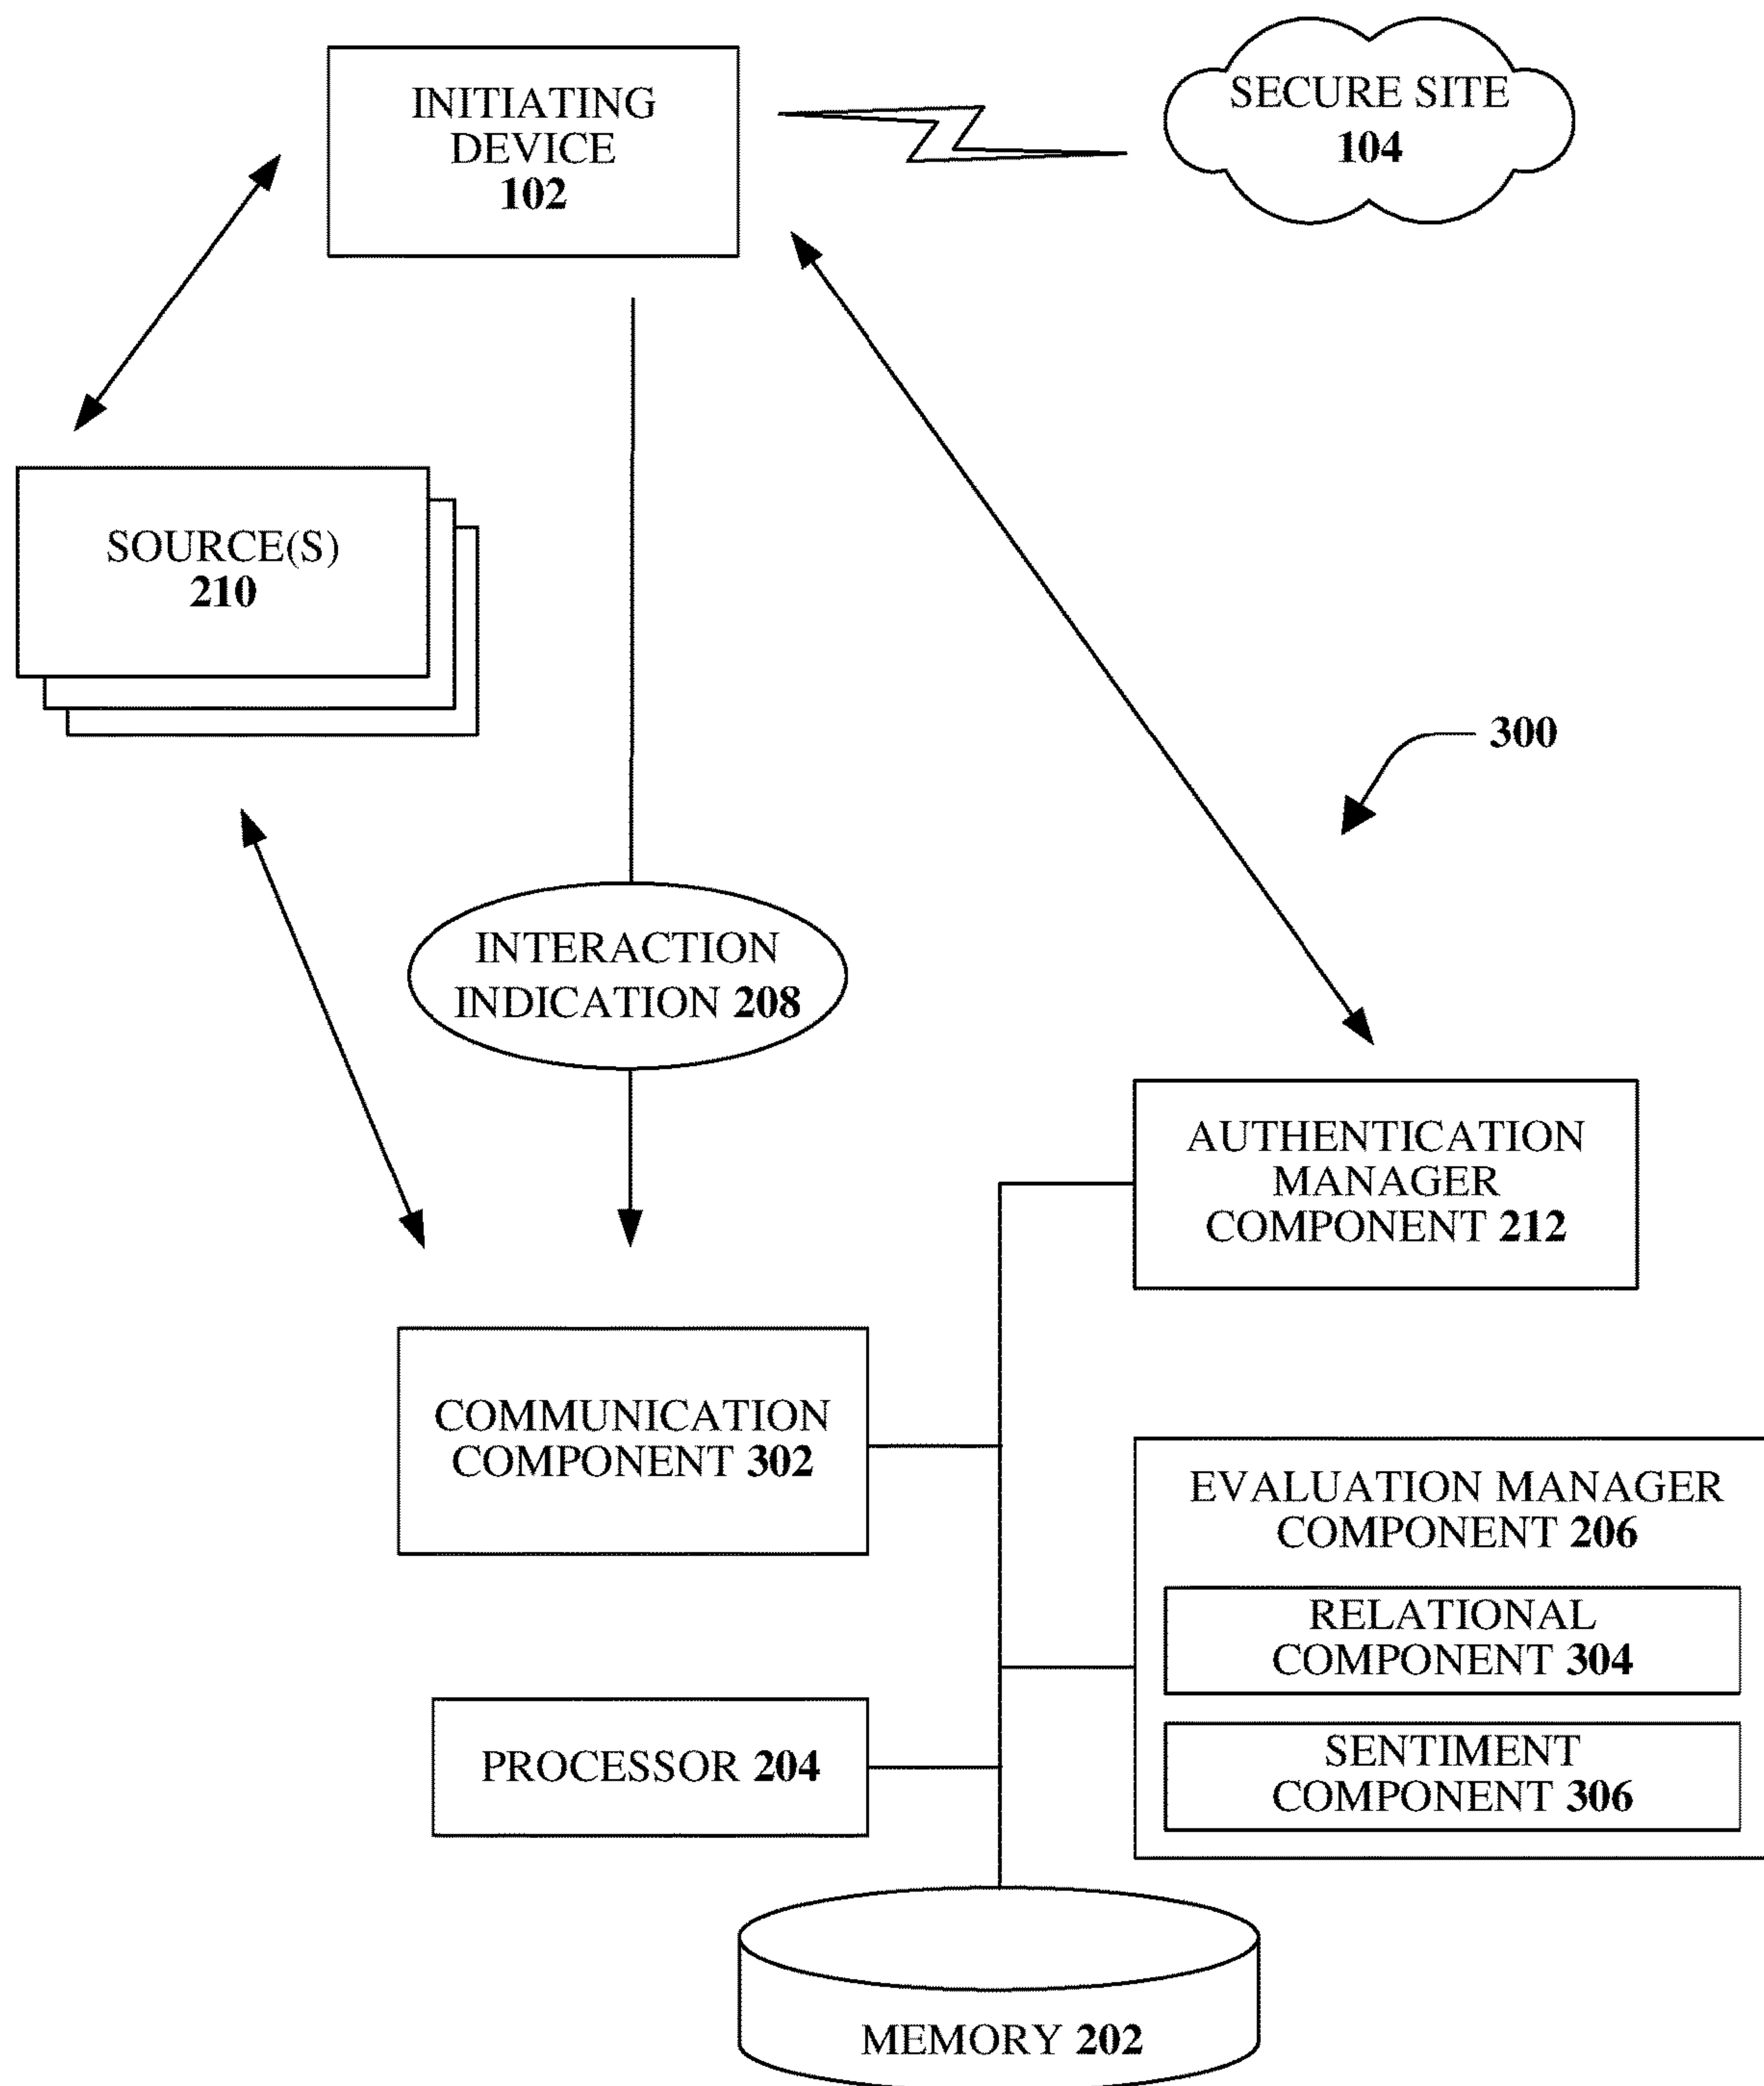 INITIATING
DEVICE
102
SECURE SITE
104
SOURCE(S)
210
300
INTERACTION
INDICATION 208
AUTHENTICATION
MANAGER
COMPONENT 212
COMMUNICATION
COMPONENT 302
EVALUATION MANAGER
COMPONENT 206
RELATIONAL
COMPONENT 304
PROCESSOR 204
SENTIMENT
COMPONENT 306
MEMORY 202